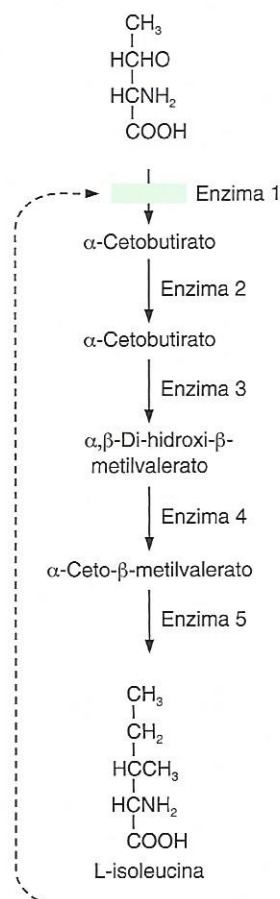 CH₃
HCHO
HCNH₂
COOH
Enzima 1
α-Cetobutirato
Enzima 2
α-Cetobutirato
Enzima 3
α,β-Di-hidroxi-β-
metilvalerato
Enzima 4
α-Ceto-β-metilvalerato
Enzima 5
CH₃
CH₂
HCCH₃
HCNH₂
COOH
L-isoleucina